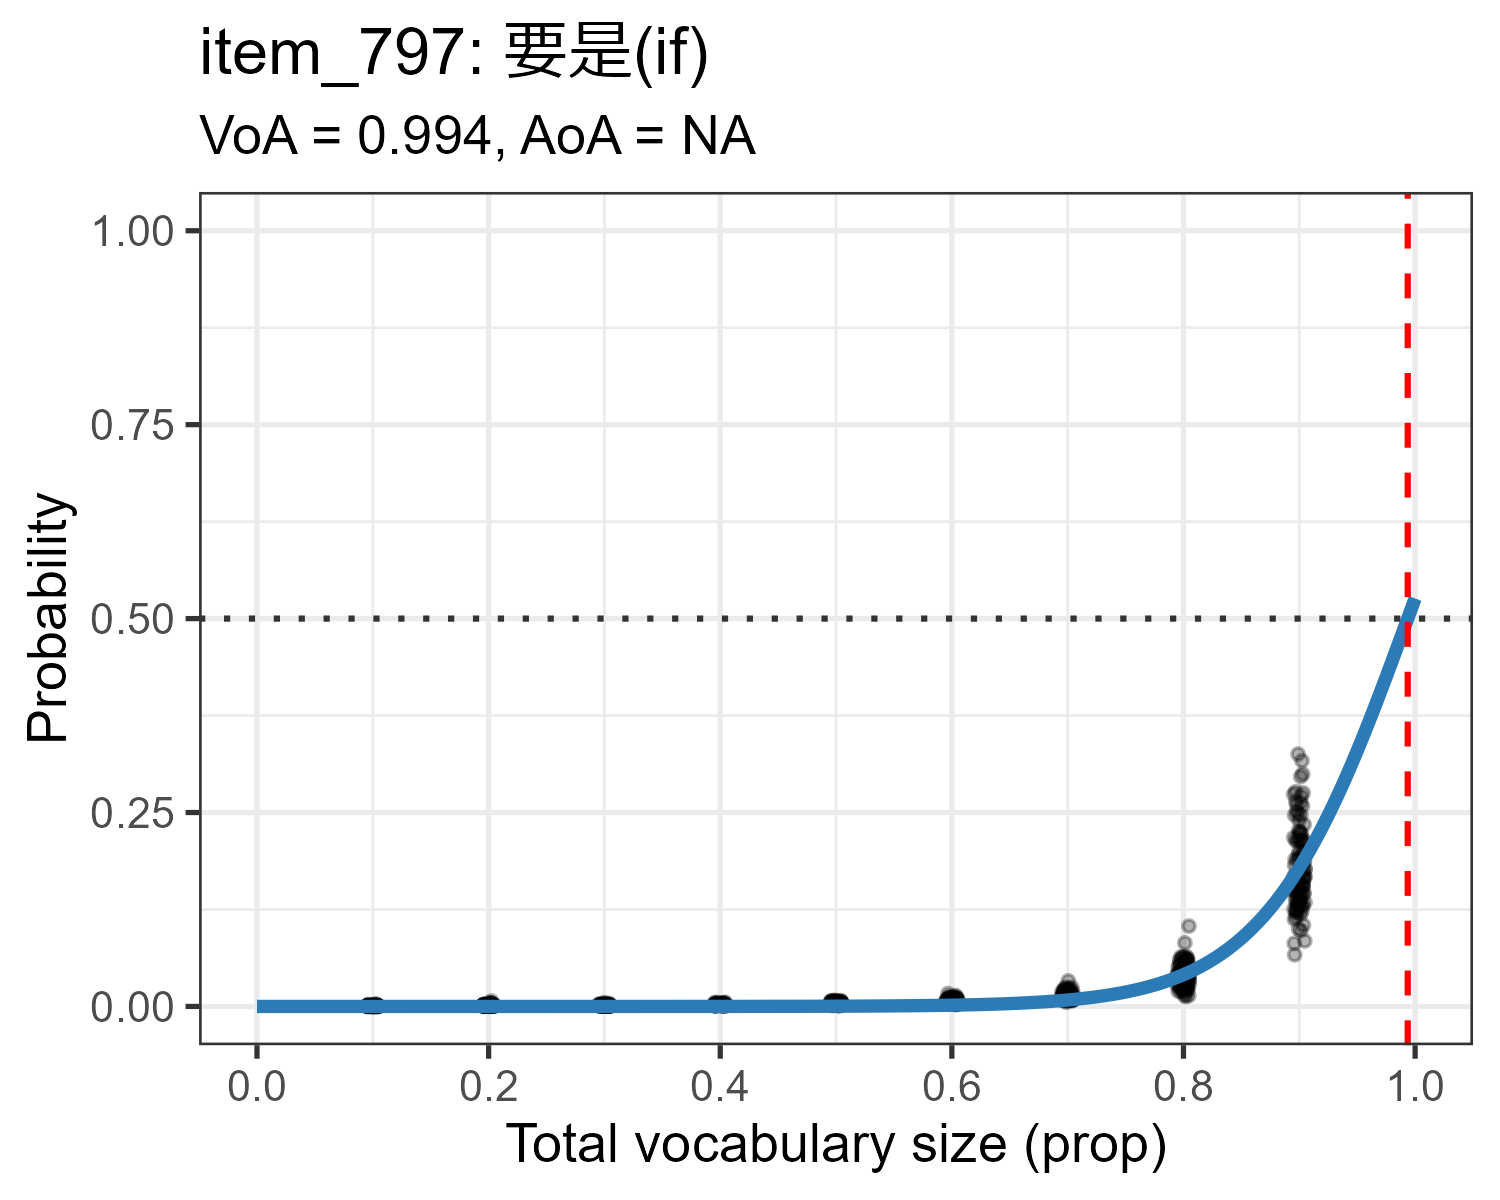 item_797: 要是(if)
VoA = 0.994, AoA = NA
1.00
0.75
0.50
0.25
0.00
Probability
0.0 0.2 0.4 0.6 0.8 1.0
Total vocabulary size (prop)